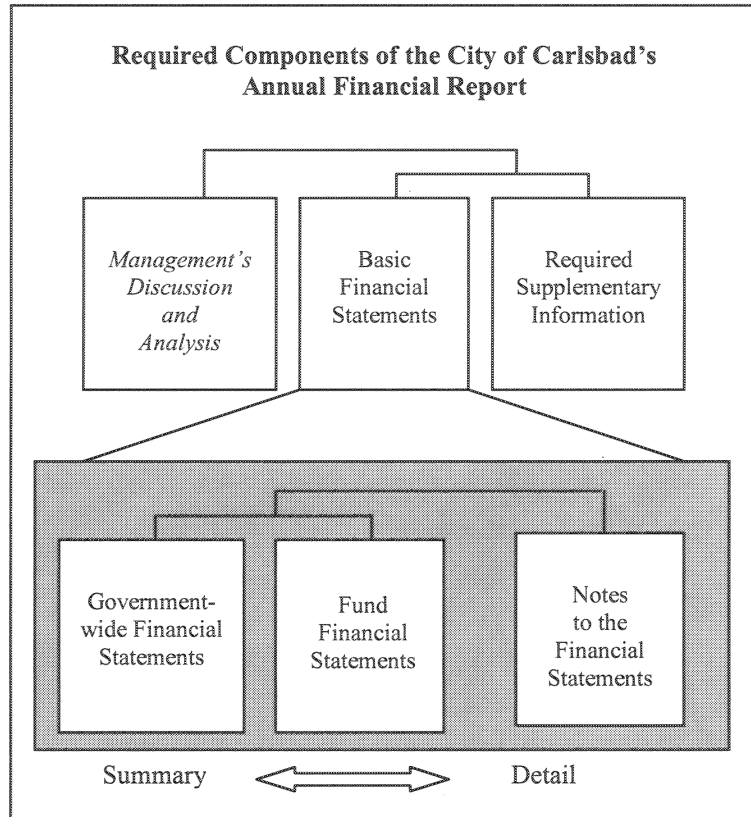 Required Components of the City of Carlsbad's
Annual Financial Report
Management's
Discussion
and
Analysis
Basic
Financial
Statements
Required
Supplementary
Information
Government-
wide Financial
Statements
Fund
Financial
Statements
Notes
to the
Financial
Statements
Summary
Detail